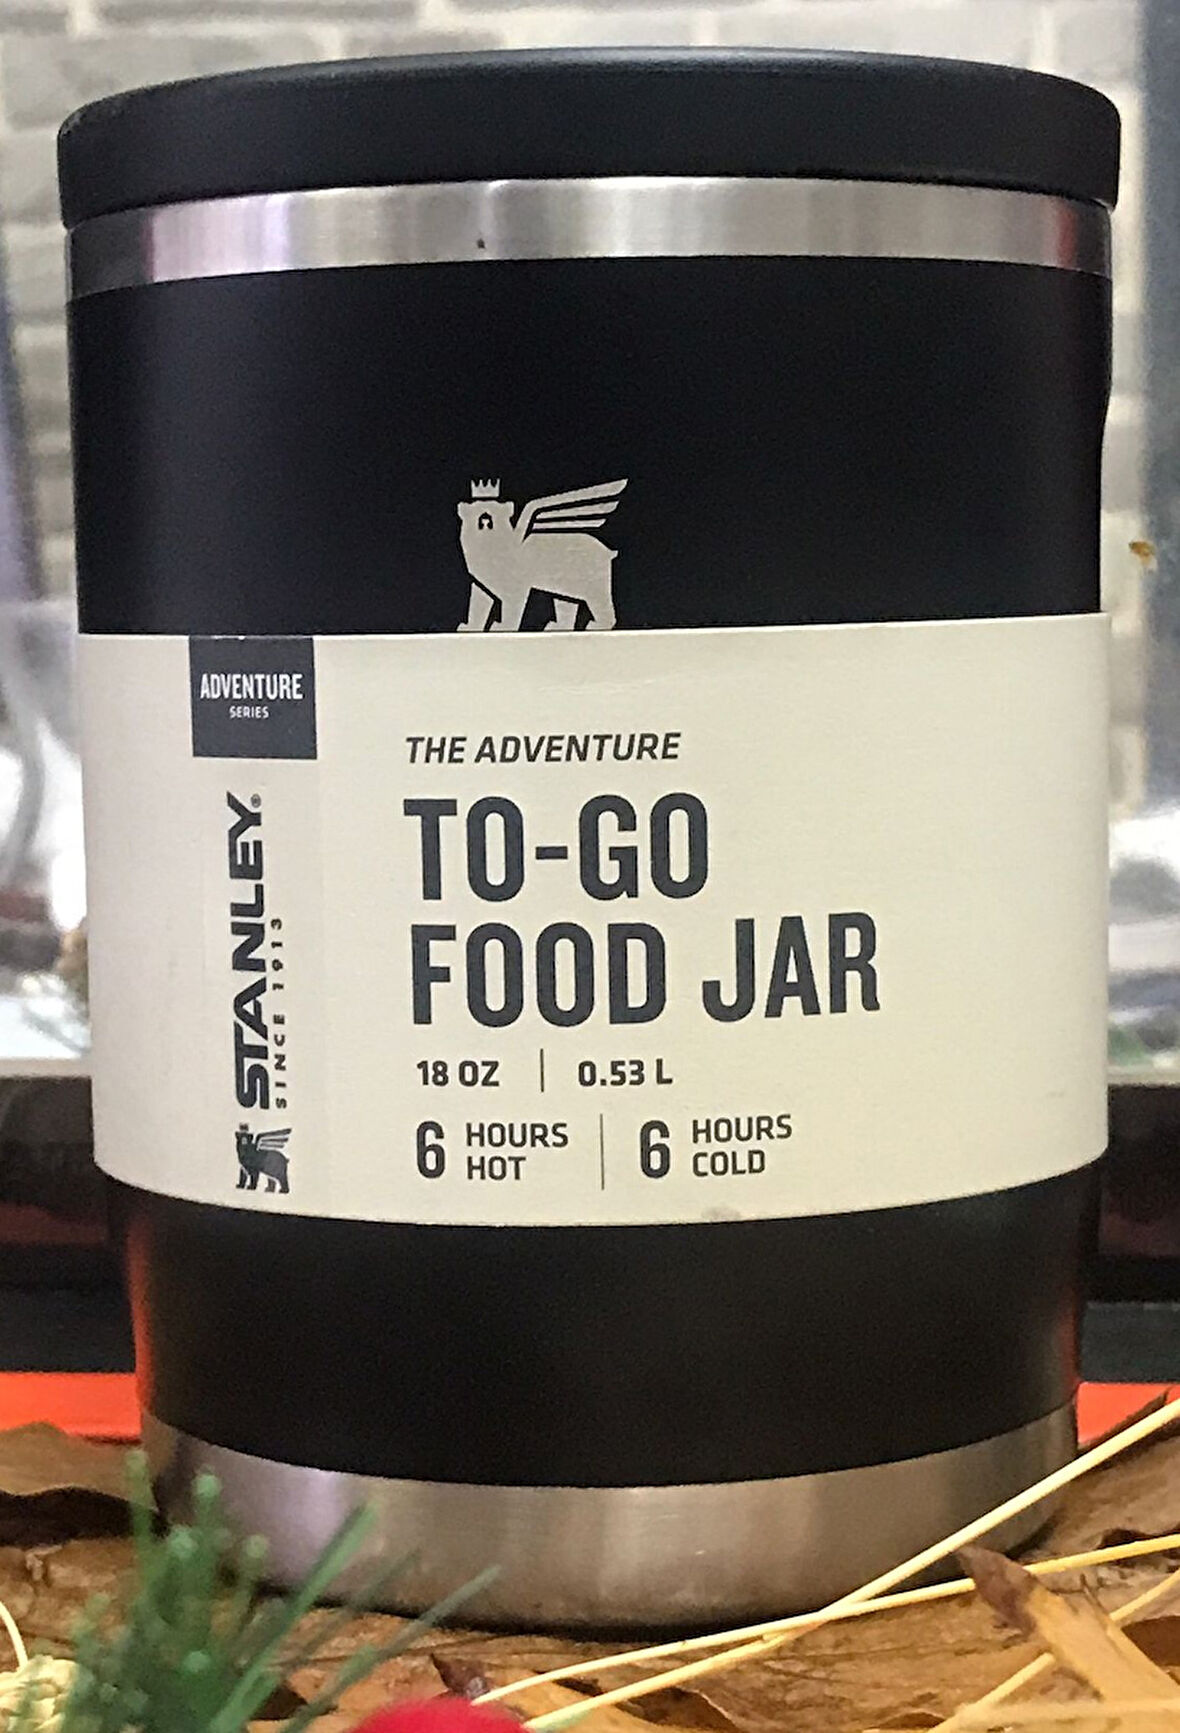 ADVENTURE
SERIES
STANLEY®
SINCE 1913
THE ADVENTURE
TO-GO
FOOD JAR
18 OZ | 0.53 L
6 HOURS HOT | 6 HOURS COLD